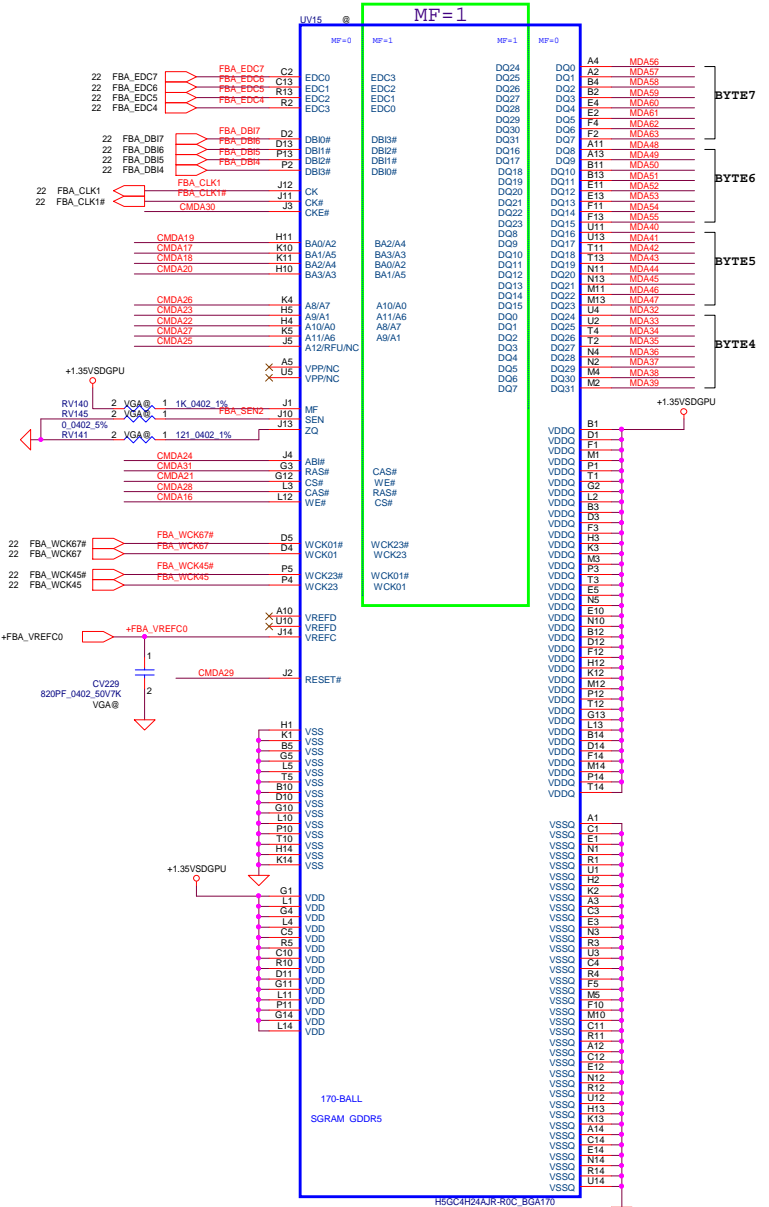 UV15 @ MF=1
MF=0 MF=1 MF=1 MF=0
22 FBA_EDC7 FBA_EDC7 C2 EDC0 EDC3
22 FBA_EDC6 FBA_EDC6 C13 EDC1 EDC2
22 FBA_EDC5 FBA_EDC5 R13 EDC2 EDC1
22 FBA_EDC4 FBA_EDC4 R2 EDC3 EDC0
22 FBA_DBI7 FBA_DBI7 D2 DBI0# DBI3#
22 FBA_DBI6 FBA_DBI6 D13 DBI1# DBI2#
22 FBA_DBI5 FBA_DBI5 P13 DBI2# DBI1#
22 FBA_DBI4 FBA_DBI4 P2 DBI3# DBI0#
22 FBA_CLK1 FBA_CLK1 J12 CK
22 FBA_CLK1# FBA_CLK1# J11 CK#
CMDA30 J3 CKE#
CMDA19 H11 BA0/A2 BA2/A4
CMDA17 K10 BA1/A5 BA3/A3
CMDA18 K11 BA2/A4 BA0/A2
CMDA20 H10 BA3/A3 BA1/A5
CMDA26 K4 A8/A7 A10/A0
CMDA23 H5 A9/A1 A11/A6
CMDA22 H4 A10/A0 A8/A7
CMDA27 K5 A11/A6 A9/A1
CMDA25 J5 A12/RFU/NC
A5 VPP/NC
U5 VPP/NC
+1.35VSDGPU
RV140 2 VGA@ 1 1K_0402_1% J1 MF
RV145 2 VGA@ 1 FBA_SEN2 J10 SEN
0_0402_5%
RV141 2 VGA@ 1 121_0402_1% J13 ZQ
CMDA24 J4 ABI#
CMDA31 G3 RAS# CAS#
CMDA21 G12 CS# WE#
CMDA28 L3 CAS# RAS#
CMDA16 L12 WE# CS#
22 FBA_WCK67# FBA_WCK67# D5 WCK01# WCK23#
22 FBA_WCK67 FBA_WCK67 D4 WCK01 WCK23
22 FBA_WCK45# FBA_WCK45# P5 WCK23# WCK01#
22 FBA_WCK45 FBA_WCK45 P4 WCK23 WCK01
A10 VREFD
U10 VREFD
+FBA_VREFC0 +FBA_VREFC0 J14 VREFC
1
CV229
820PF_0402_50V7K
2
VGA@
CMDA29 J2 RESET#
H1 VSS
K1 VSS
B5 VSS
G5 VSS
L5 VSS
T5 VSS
B10 VSS
D10 VSS
G10 VSS
L10 VSS
P10 VSS
T10 VSS
H14 VSS
K14 VSS
+1.35VSDGPU
G1 VDD
L1 VDD
G4 VDD
L4 VDD
C5 VDD
R5 VDD
C10 VDD
R10 VDD
D11 VDD
G11 VDD
L11 VDD
P11 VDD
G14 VDD
L14 VDD
DQ24 DQ0 A4 MDA56
DQ25 DQ1 A2 MDA57
DQ26 DQ2 B4 MDA58
DQ27 DQ3 B2 MDA59
DQ28 DQ4 E4 MDA60
DQ29 DQ5 E2 MDA61
DQ30 DQ6 F4 MDA62
DQ31 DQ7 F2 MDA63
BYTE7
DQ16 DQ8 A11 MDA48
DQ17 DQ9 A13 MDA49
DQ18 DQ10 B11 MDA50
DQ19 DQ11 B13 MDA51
DQ20 DQ12 E11 MDA52
DQ21 DQ13 E13 MDA53
DQ22 DQ14 F11 MDA54
DQ23 DQ15 F13 MDA55
BYTE6
DQ8 DQ16 U11 MDA40
DQ9 DQ17 U13 MDA41
DQ10 DQ18 T11 MDA42
DQ11 DQ19 T13 MDA43
DQ12 DQ20 N11 MDA44
DQ13 DQ21 N13 MDA45
DQ14 DQ22 M11 MDA46
DQ15 DQ23 M13 MDA47
BYTE5
DQ0 DQ24 U4 MDA32
DQ1 DQ25 U2 MDA33
DQ2 DQ26 T4 MDA34
DQ3 DQ27 T2 MDA35
DQ4 DQ28 N4 MDA36
DQ5 DQ29 N2 MDA37
DQ6 DQ30 M4 MDA38
DQ7 DQ31 M2 MDA39
BYTE4
+1.35VSDGPU
VDDQ B1
VDDQ D1
VDDQ F1
VDDQ M1
VDDQ P1
VDDQ T1
VDDQ G2
VDDQ L2
VDDQ B3
VDDQ D3
VDDQ F3
VDDQ H3
VDDQ K3
VDDQ M3
VDDQ P3
VDDQ T3
VDDQ E5
VDDQ N5
VDDQ E10
VDDQ N10
VDDQ B12
VDDQ D12
VDDQ F12
VDDQ H12
VDDQ K12
VDDQ M12
VDDQ P12
VDDQ T12
VDDQ G13
VDDQ L13
VDDQ B14
VDDQ D14
VDDQ F14
VDDQ M14
VDDQ P14
VDDQ T14
VSSQ A1
VSSQ C1
VSSQ E1
VSSQ N1
VSSQ R1
VSSQ U1
VSSQ H2
VSSQ K2
VSSQ A3
VSSQ C3
VSSQ E3
VSSQ N3
VSSQ R3
VSSQ U3
VSSQ C4
VSSQ R4
VSSQ F5
VSSQ M5
VSSQ F10
VSSQ M10
VSSQ C11
VSSQ R11
VSSQ A12
VSSQ C12
VSSQ E12
VSSQ N12
VSSQ R12
VSSQ U12
VSSQ H13
VSSQ K13
VSSQ A14
VSSQ C14
VSSQ E14
VSSQ N14
VSSQ R14
VSSQ U14
170-BALL
SGRAM GDDR5
H5GC4H24AJR-R0C_BGA170